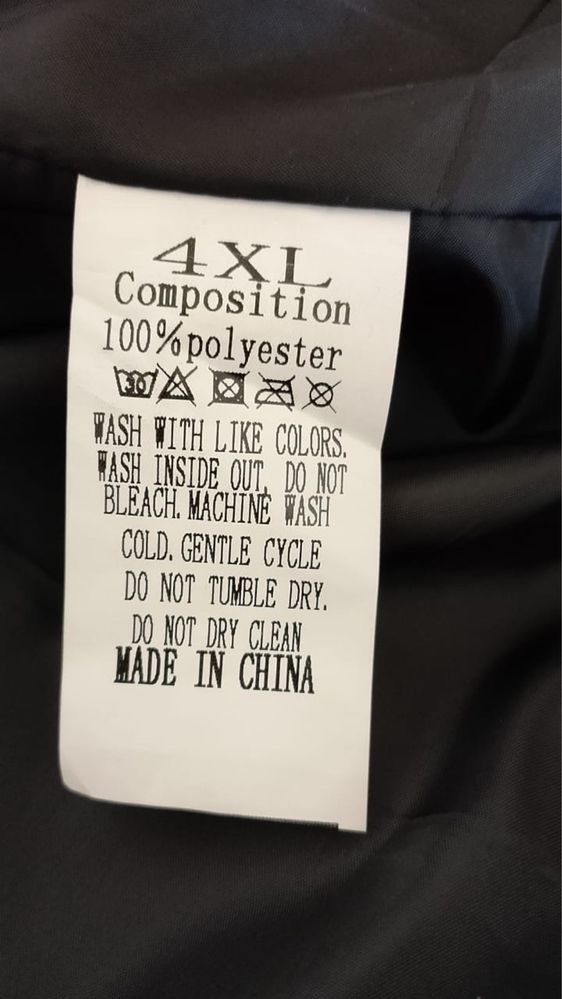 4XL
Composition
100%polyester
30
WASH WITH LIKE COLORS.
WASH INSIDE OUT, DO NOT
BLEACH. MACHINE WASH
COLD. GENTLE CYCLE
DO NOT TUMBLE DRY.
DO NOT DRY CLEAN
MADE IN CHINA